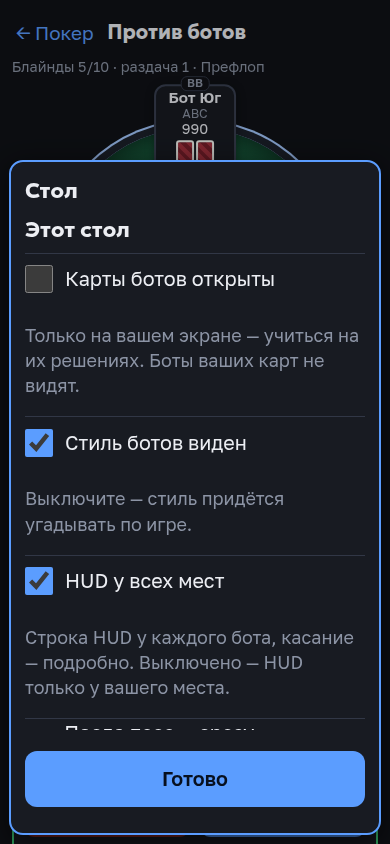 ← Покер Против ботов
Блайнды 5/10 · раздача 1 · Префлоп
BB
Бот Юг
ABC
990
Стол
Этот стол
Карты ботов открыты
Только на вашем экране — учиться на
их решениях. Боты ваших карт не
видят.
Стиль ботов виден
Выключите — стиль придётся
угадывать по игре.
HUD у всех мест
Строка HUD у каждого бота, касание
— подробно. Выключено — HUD
только у вашего места.
Готово